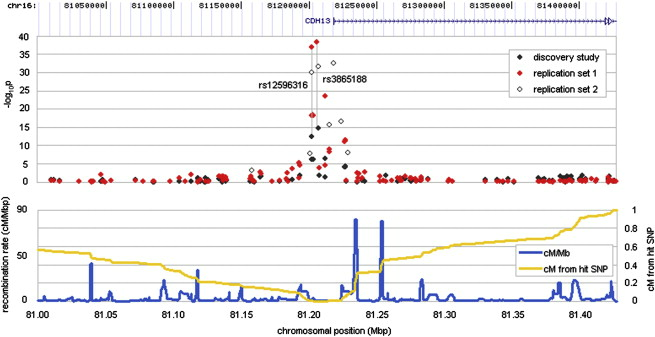 chr16: 81050000 81100000 81150000 81200000 81250000 81300000 81350000 81400000
CDH13
40
35
30
25
20
15
10
5
0
-log10p
rs12596316
rs3865188
discovery study
replication set 1
replication set 2
90
50
0
recombination rate (cM/Mbp)
1
0.8
0.6
0.4
0.2
0
cM from hit SNP
cM/Mb
cM from hit SNP
81.00 81.05 81.10 81.15 81.20 81.25 81.30 81.35 81.40
chromosomal position (Mbp)